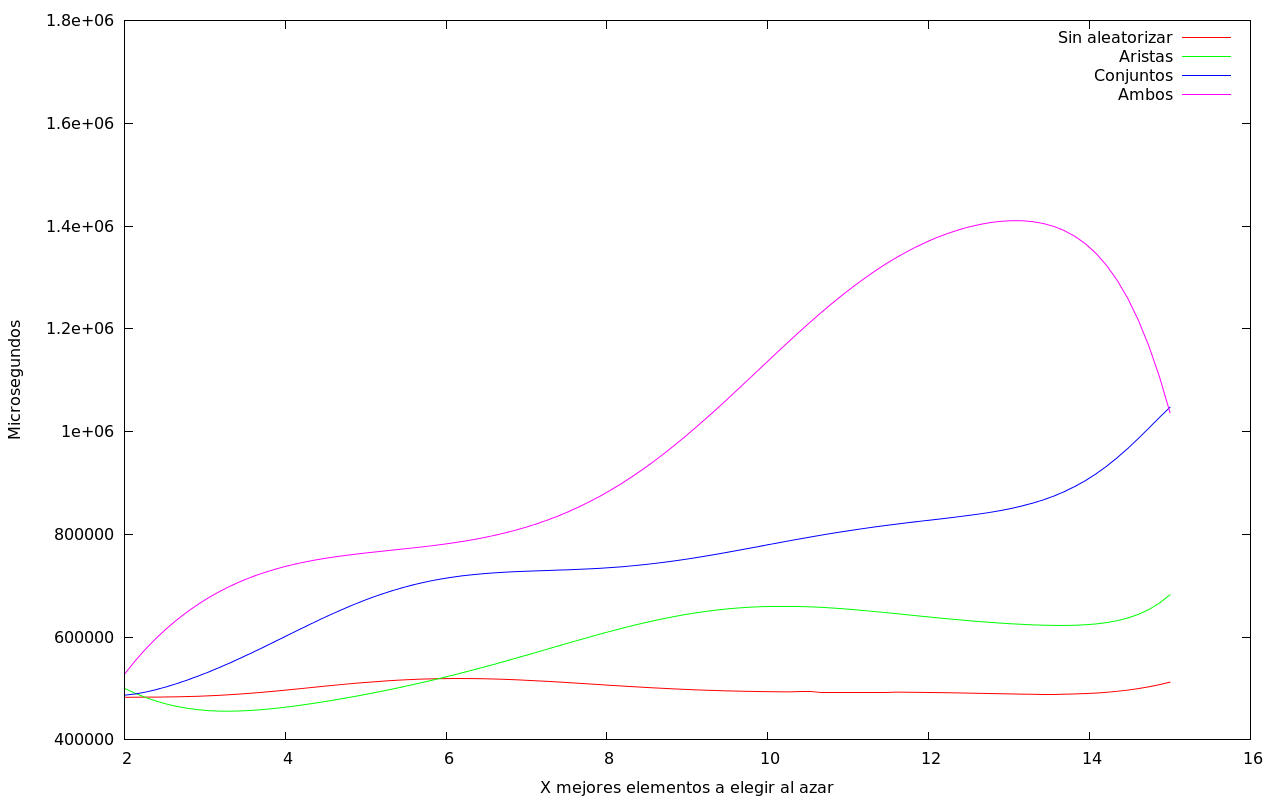 1.8e+06
1.6e+06
1.4e+06
1.2e+06
1e+06
800000
600000
400000
Microsegundos
Sin aleatorizar
Aristas
Conjuntos
Ambos
2 4 6 8 10 12 14 16
X mejores elementos a elegir al azar